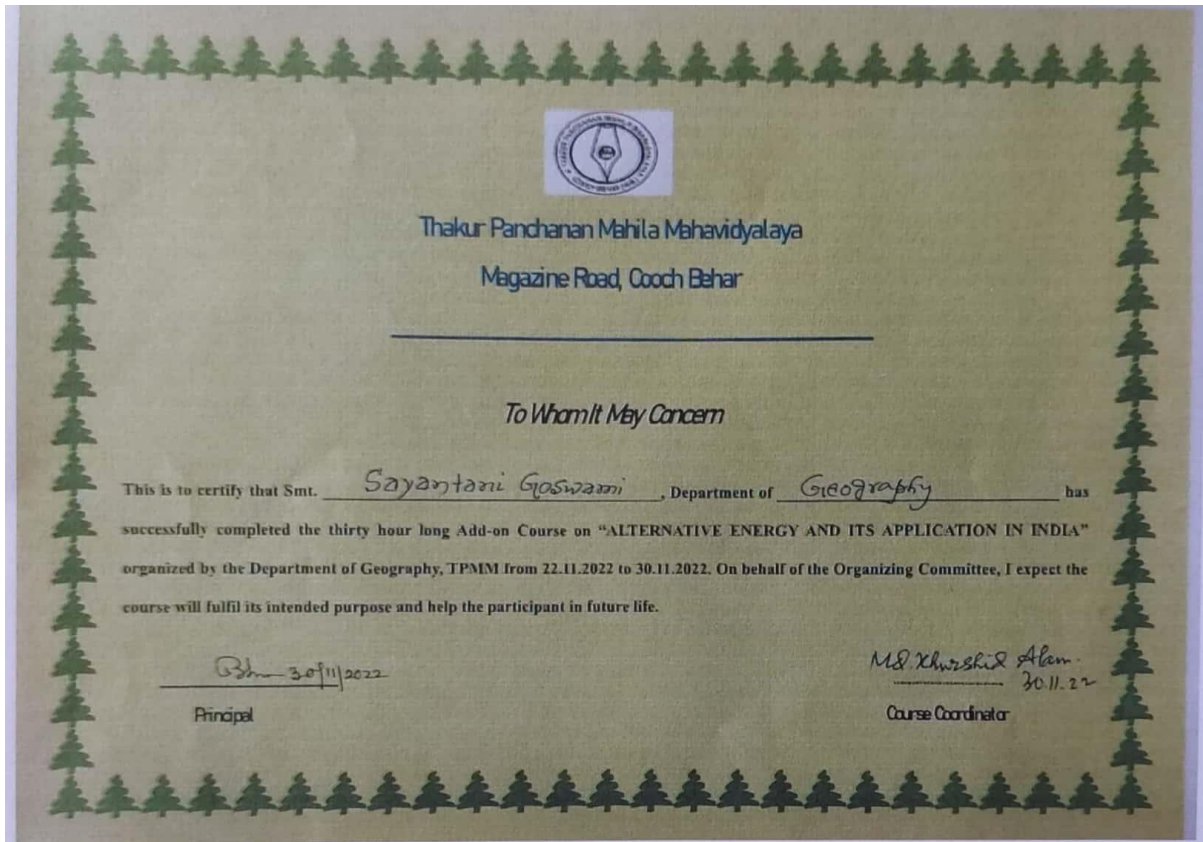 Thakur Panchanan Mahila Mahavidyalaya
Magazine Road, Cooch Behar
To Whom It May Concern
This is to certify that Smt. Sayantani Goswami, Department of Geography has
successfully completed the thirty hour long Add-on Course on “ALTERNATIVE ENERGY AND ITS APPLICATION IN INDIA”
organized by the Department of Geography, TPMM from 22.11.2022 to 30.11.2022. On behalf of the Organizing Committee, I expect the
course will fulfil its intended purpose and help the participant in future life.
30/11/2022
Principal
Md. Khurshid Alam.
30.11.22
Course Coordinator